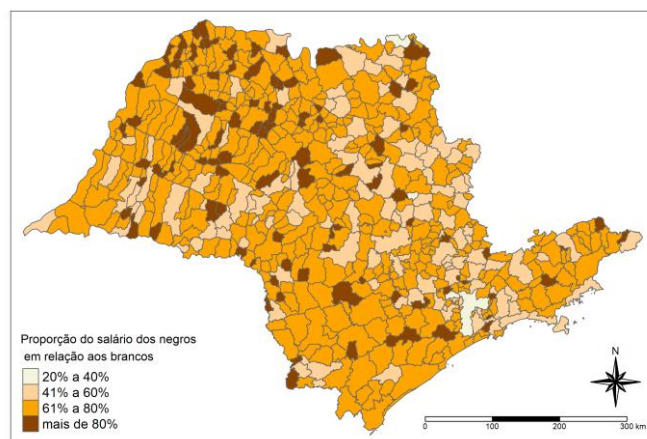 Proporção do salário dos negros
em relação aos brancos
20% a 40%
41% a 60%
61% a 80%
mais de 80%
N
0 100 200 300 km